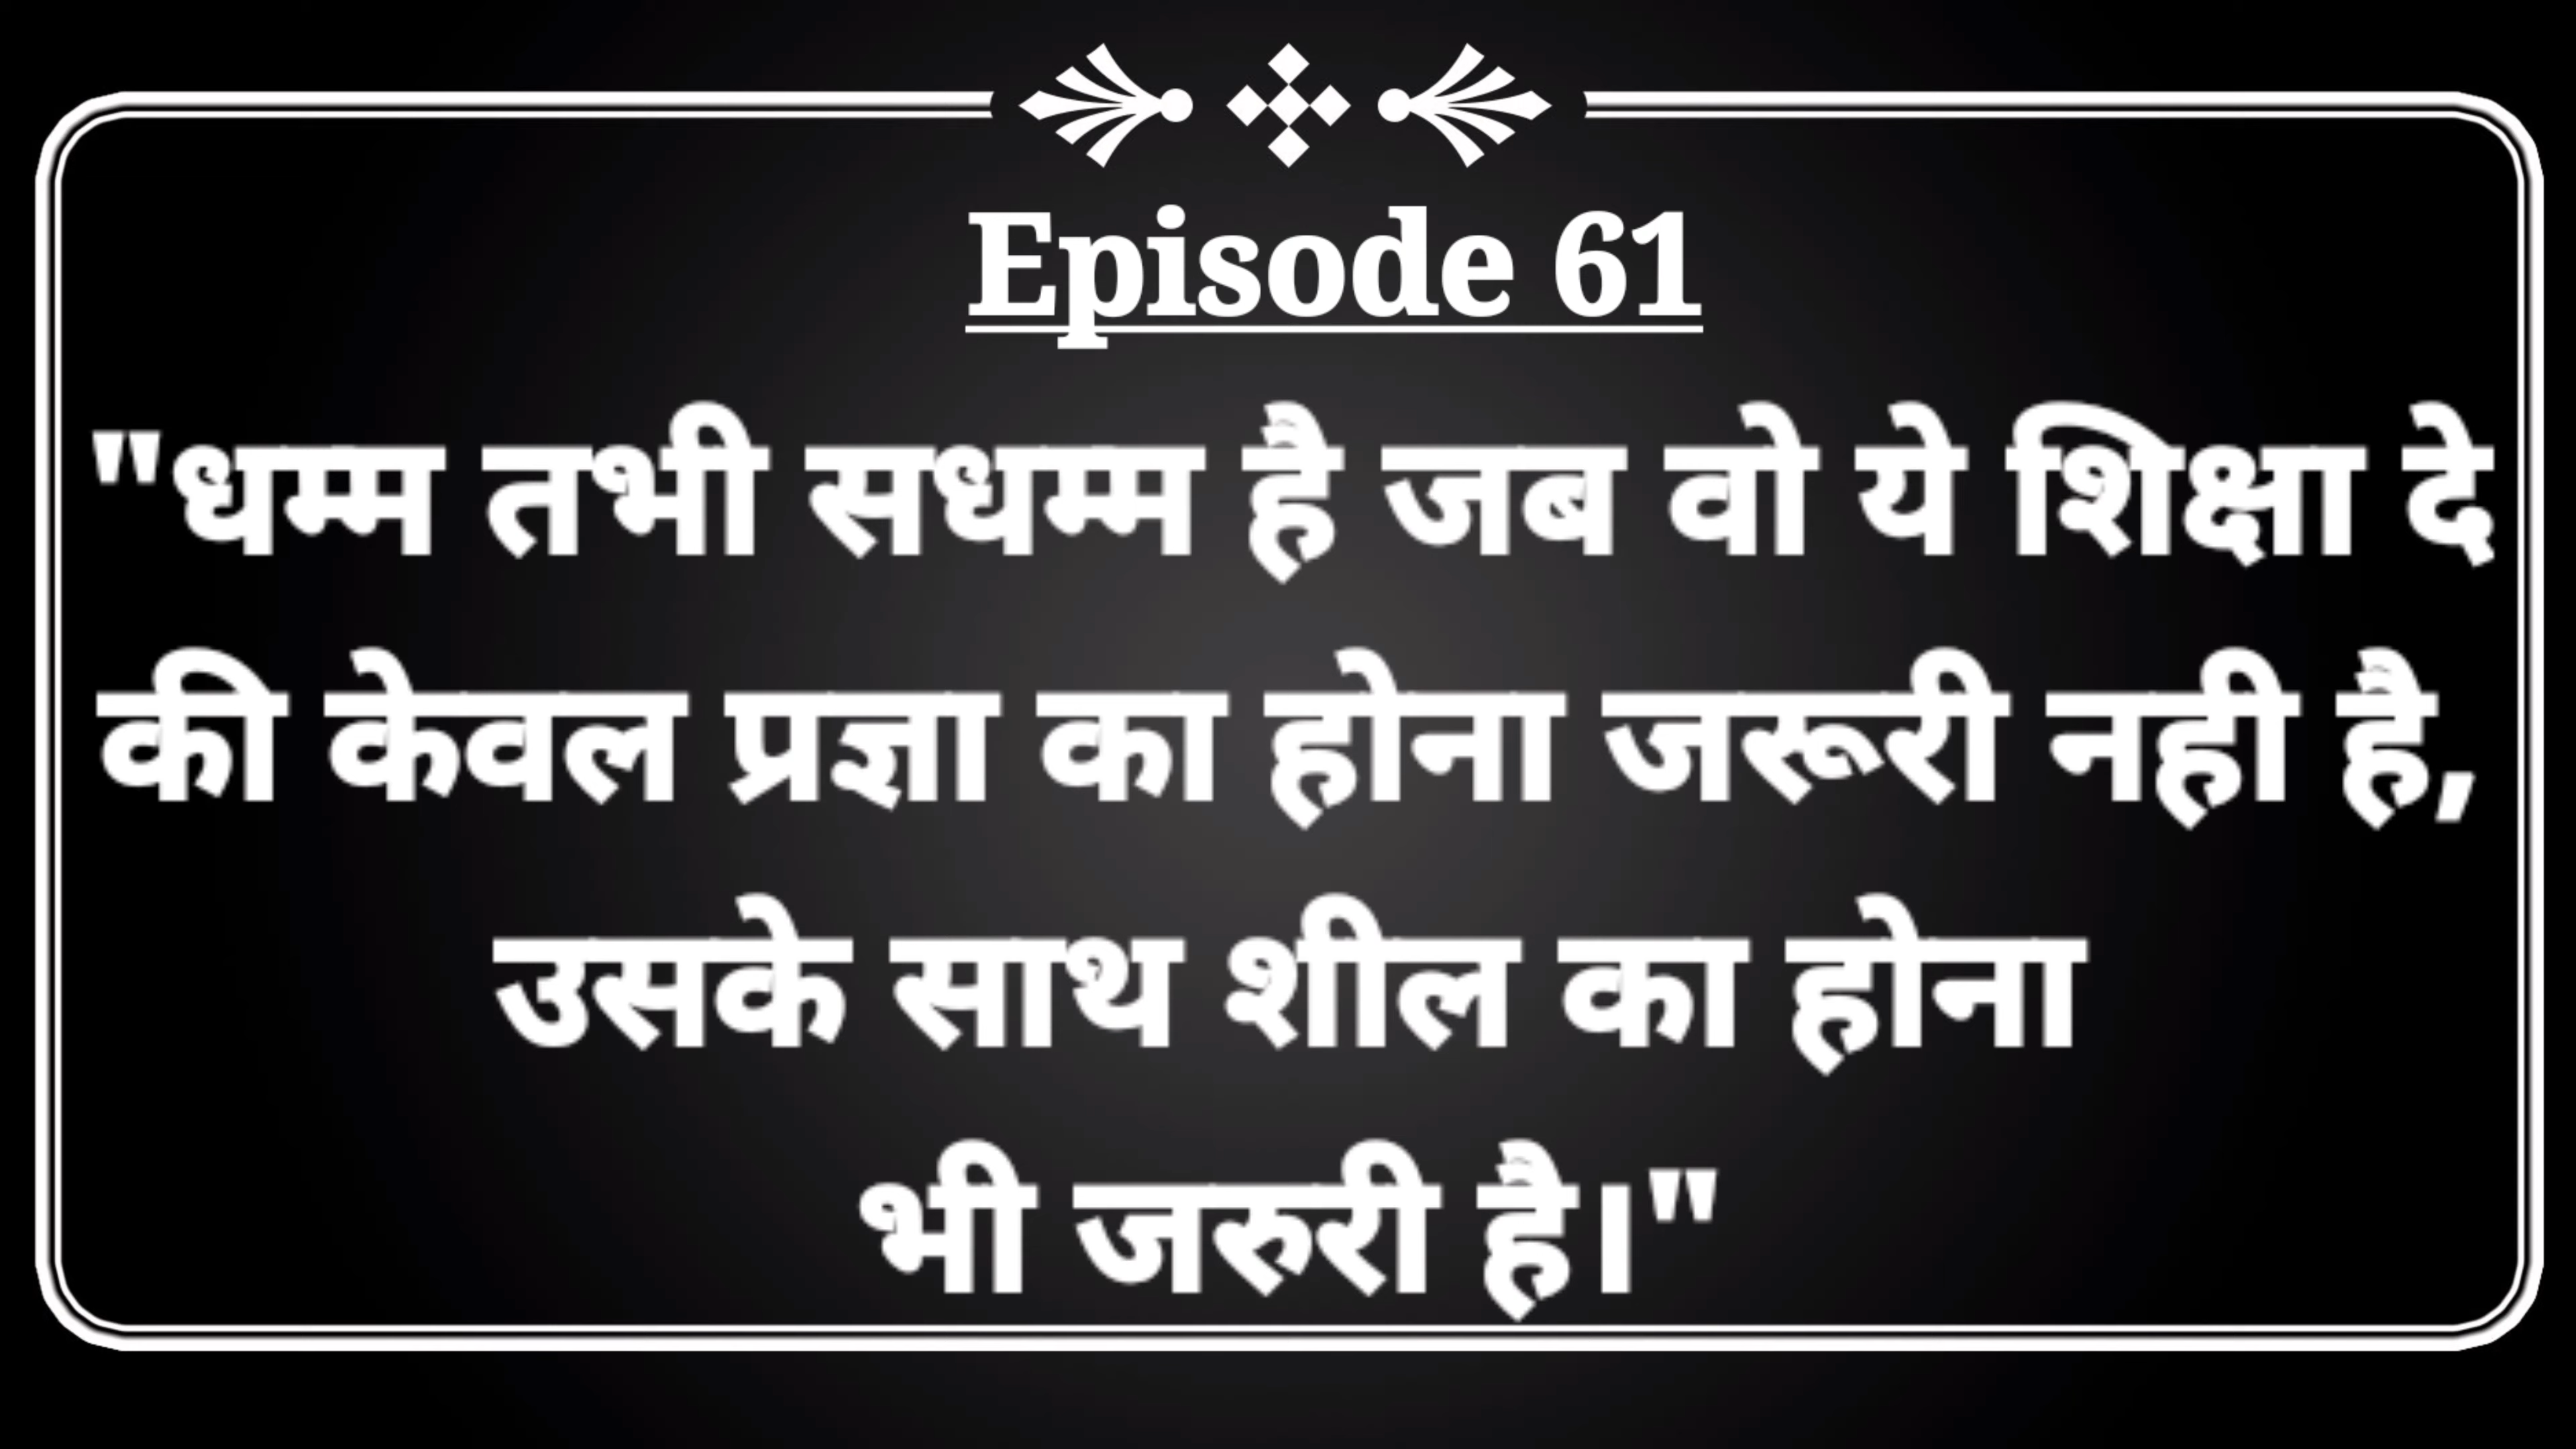 Episode 61
"धम्म तभी सधम्म है जब वो ये शिक्षा दे
की केवल प्रज्ञा का होना जरूरी नही है,
उसके साथ शील का होना
भी जरुरी है।"